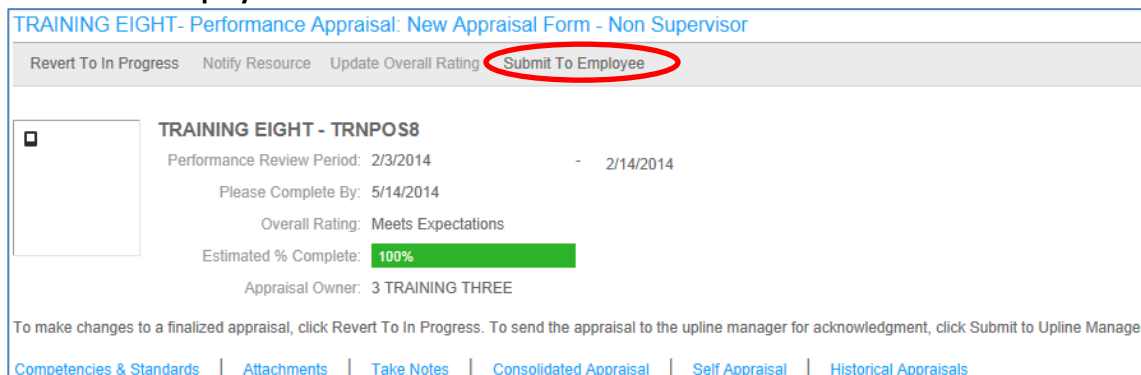 TRAINING EIGHT- Performance Appraisal: New Appraisal Form - Non Supervisor
Revert To In Progress Notify Resource Update Overall Rating Submit To Employee
TRAINING EIGHT - TRNPOS8
Performance Review Period: 2/3/2014 - 2/14/2014
Please Complete By: 5/14/2014
Overall Rating: Meets Expectations
Estimated % Complete: 100%
Appraisal Owner: 3 TRAINING THREE
To make changes to a finalized appraisal, click Revert To In Progress. To send the appraisal to the upline manager for acknowledgment, click Submit to Upline Manage
Competencies & Standards | Attachments | Take Notes | Consolidated Appraisal | Self Appraisal | Historical Appraisals